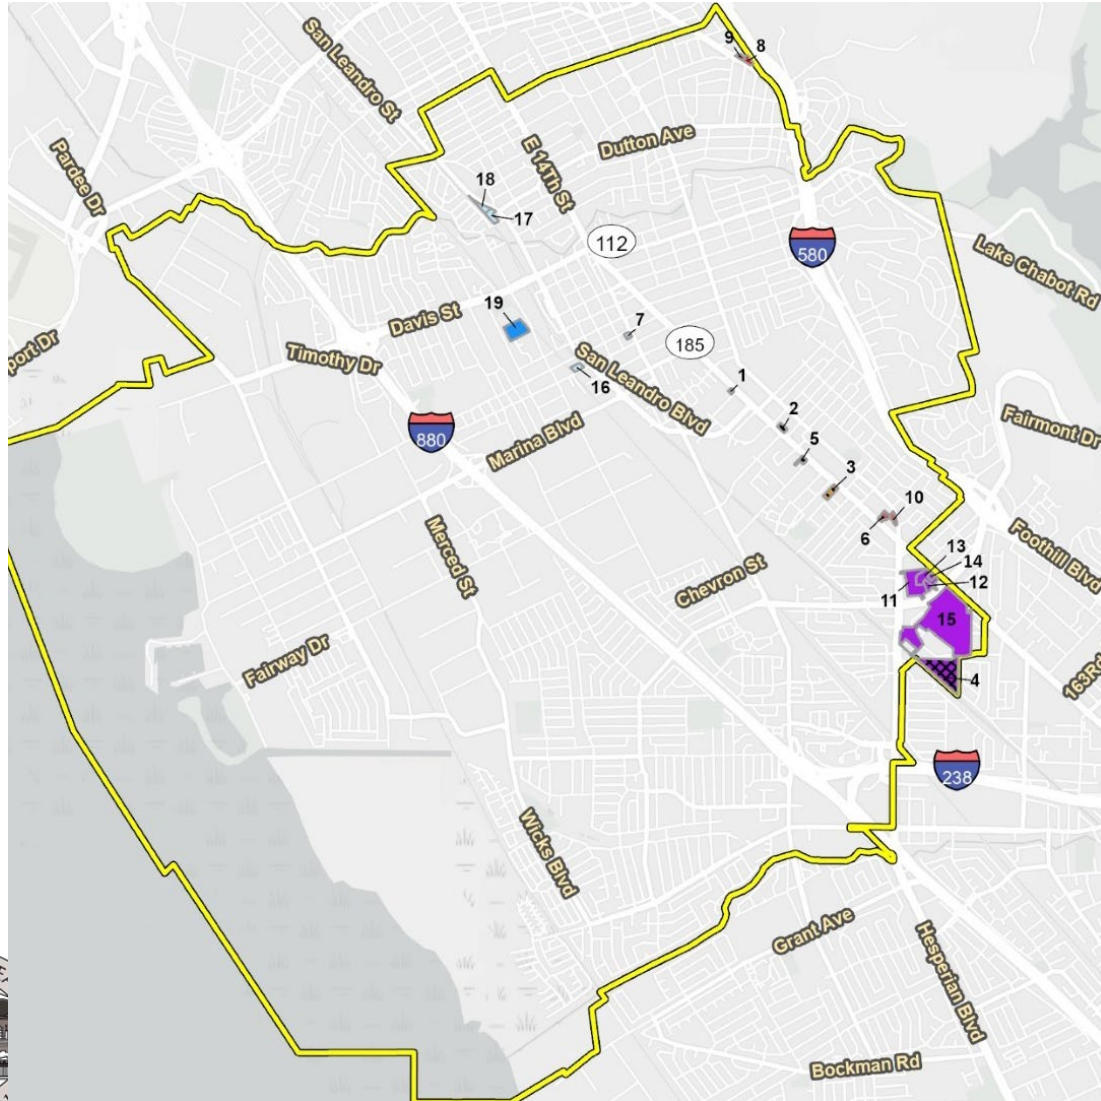 San Leandro St
9
8
Pardee Dr
Dutton Ave
E 14Th St
18
17
112
580
Lake Chabot Rd
19
7
Davis St
185
port Dr
Timothy Dr
San Leandro Blvd
16
1
Fairmont Dr
880
2
Marina Blvd
5
3
10
6
Merced St
Foothill Blvd
13
14
Chevron St
12
11
15
Fairway Dr
163Rd
4
238
Wicks Blvd
Grant Ave
Hesperian Blvd
Bockman Rd